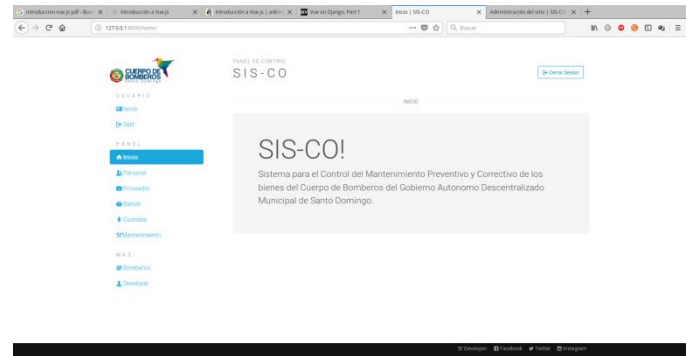 Introduccion vue.js pdf - Busc
Introducción a Vue.js
Introducción a Vue.js | adictos
Vue en Django, Part 1
Inicio | SIS-CO
Administración del sitio | SIS-C
127.0.0.1
Buscar
CUERPO DE
BOMBEROS
Santo Domingo
PANEL DE CONTROL
SIS-CO
Cerrar Sesion
USUARIO
Salir
INICIO
PANEL
Inicio
Personal
Proveedor
Bienes
Custodia
Mantenimiento
SIS-CO!
Sistema para el Control del Mantenimiento Preventivo y Correctivo de los
bienes del Cuerpo de Bomberos del Gobierno Autonomo Descentralizado
Municipal de Santo Domingo.
MAS
Bomberos
Developer
Developer Facebook Twitter Instagram